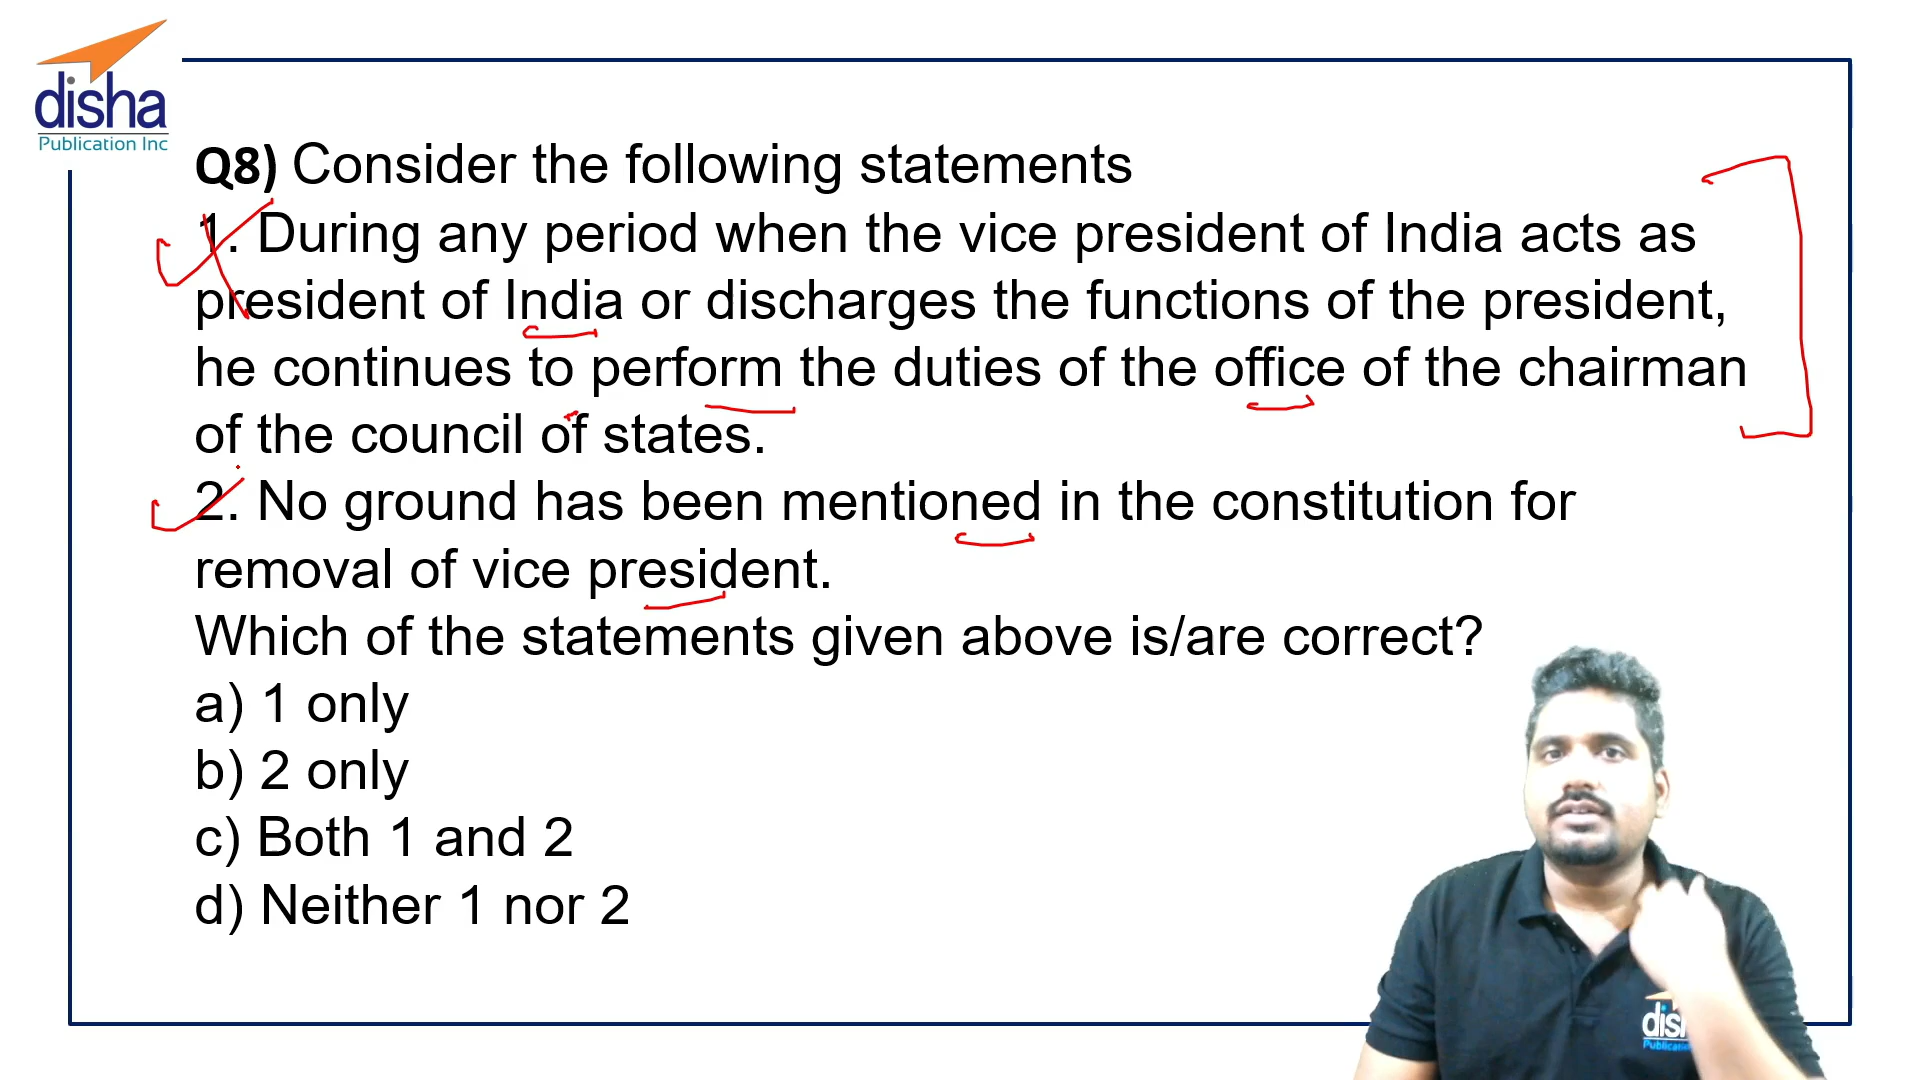 disha
Publication Inc
Q8) Consider the following statements
1. During any period when the vice president of India acts as
president of India or discharges the functions of the president,
he continues to perform the duties of the office of the chairman
of the council of states.
2. No ground has been mentioned in the constitution for
removal of vice president.
Which of the statements given above is/are correct?
a) 1 only
b) 2 only
c) Both 1 and 2
d) Neither 1 nor 2